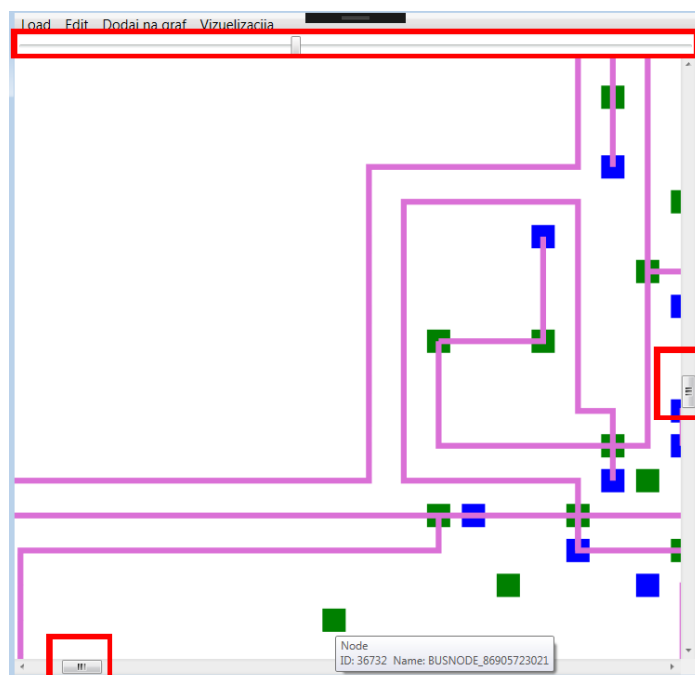 Load Edit Dodaj na graf Vizuelizacija
Node
ID: 36732 Name: BUSNODE_86905723021